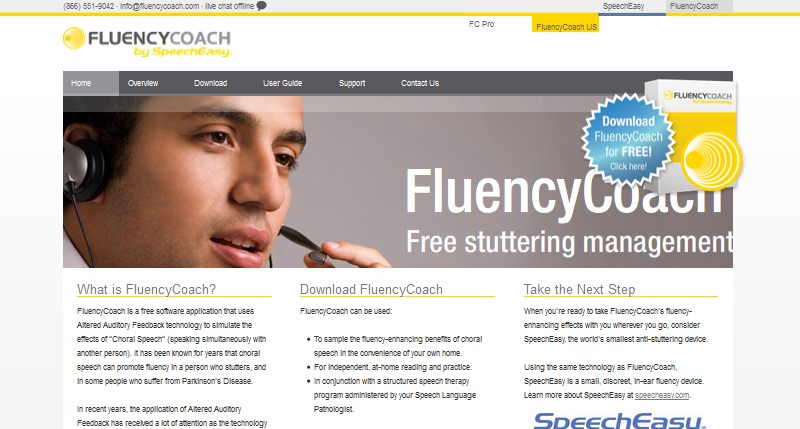 (866) 551-9042 · info@fluencycoach.com · live chat offline
SpeechEasy
FluencyCoach
FC Pro
FluencyCoach US
FLUENCYCOACH
by SpeechEasy.
Home
Overview
Download
User Guide
Support
Contact Us
FLUENCYCOACH
by SpeechEasy
Download
FluencyCoach
for FREE!
Click here!
FluencyCoach
Free stuttering management
What is FluencyCoach?
FluencyCoach is a free software application that uses
Altered Auditory Feedback technology to simulate the
effects of "Choral Speech" (speaking simultaneously with
another person). It has been known for years that choral
speech can promote fluency in a person who stutters, and
in some people who suffer from Parkinson's Disease.
In recent years, the application of Altered Auditory
Feedback has received a lot of attention as the technology
Download FluencyCoach
FluencyCoach can be used:
To sample the fluency-enhancing benefits of choral
speech in the convenience of your own home.
For independent, at-home reading and practice.
In conjunction with a structured speech therapy
program administered by your Speech Language
Pathologist.
Take the Next Step
When you're ready to take FluencyCoach's fluency-
enhancing effects with you wherever you go, consider
SpeechEasy, the world's smallest anti-stuttering device.
Using the same technology as FluencyCoach,
SpeechEasy is a small, discreet, in-ear fluency device.
Learn more about SpeechEasy at speecheasy.com.
SpeechEasy.